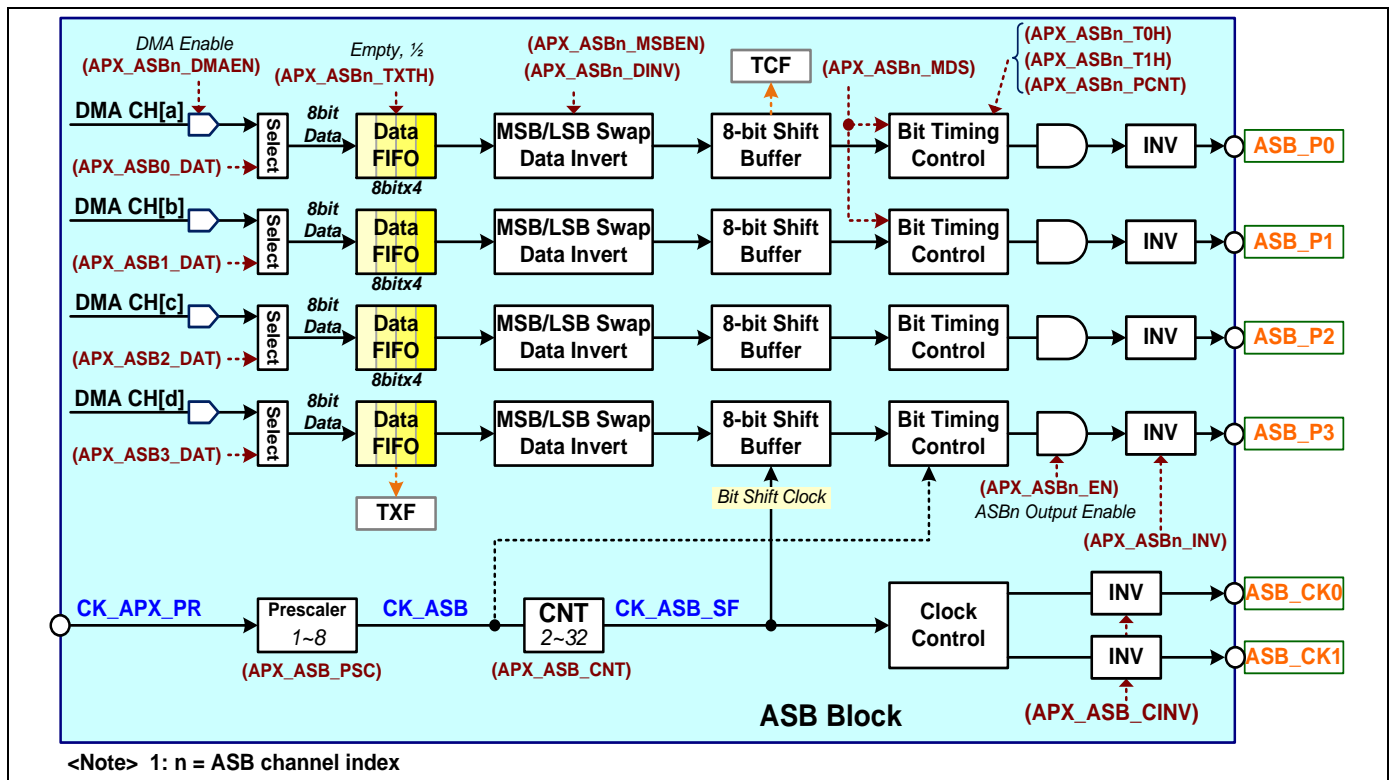 DMA Enable
(APX_ASBn_DMAEN)
Empty, ½
(APX_ASBn_TXTH)
(APX_ASBn_MSBEN)
(APX_ASBn_DINV)
TCF
(APX_ASBn_MDS)
(APX_ASBn_T0H)
(APX_ASBn_T1H)
(APX_ASBn_PCNT)
DMA CH[a]
(APX_ASB0_DAT)
Select
8bit
Data
Data
FIFO
8bitx4
MSB/LSB Swap
Data Invert
8-bit Shift
Buffer
Bit Timing
Control
INV
ASB_P0
DMA CH[b]
(APX_ASB1_DAT)
Select
8bit
Data
Data
FIFO
8bitx4
MSB/LSB Swap
Data Invert
8-bit Shift
Buffer
Bit Timing
Control
INV
ASB_P1
DMA CH[c]
(APX_ASB2_DAT)
Select
8bit
Data
Data
FIFO
8bitx4
MSB/LSB Swap
Data Invert
8-bit Shift
Buffer
Bit Timing
Control
INV
ASB_P2
DMA CH[d]
(APX_ASB3_DAT)
Select
8bit
Data
Data
FIFO
MSB/LSB Swap
Data Invert
8-bit Shift
Buffer
Bit Timing
Control
INV
ASB_P3
TXF
Bit Shift Clock
(APX_ASBn_EN)
ASBn Output Enable
(APX_ASBn_INV)
CK_APX_PR
Prescaler
1~8
(APX_ASB_PSC)
CK_ASB
CNT
2~32
(APX_ASB_CNT)
CK_ASB_SF
Clock
Control
INV
ASB_CK0
INV
ASB_CK1
(APX_ASB_CINV)
ASB Block
<Note> 1: n = ASB channel index